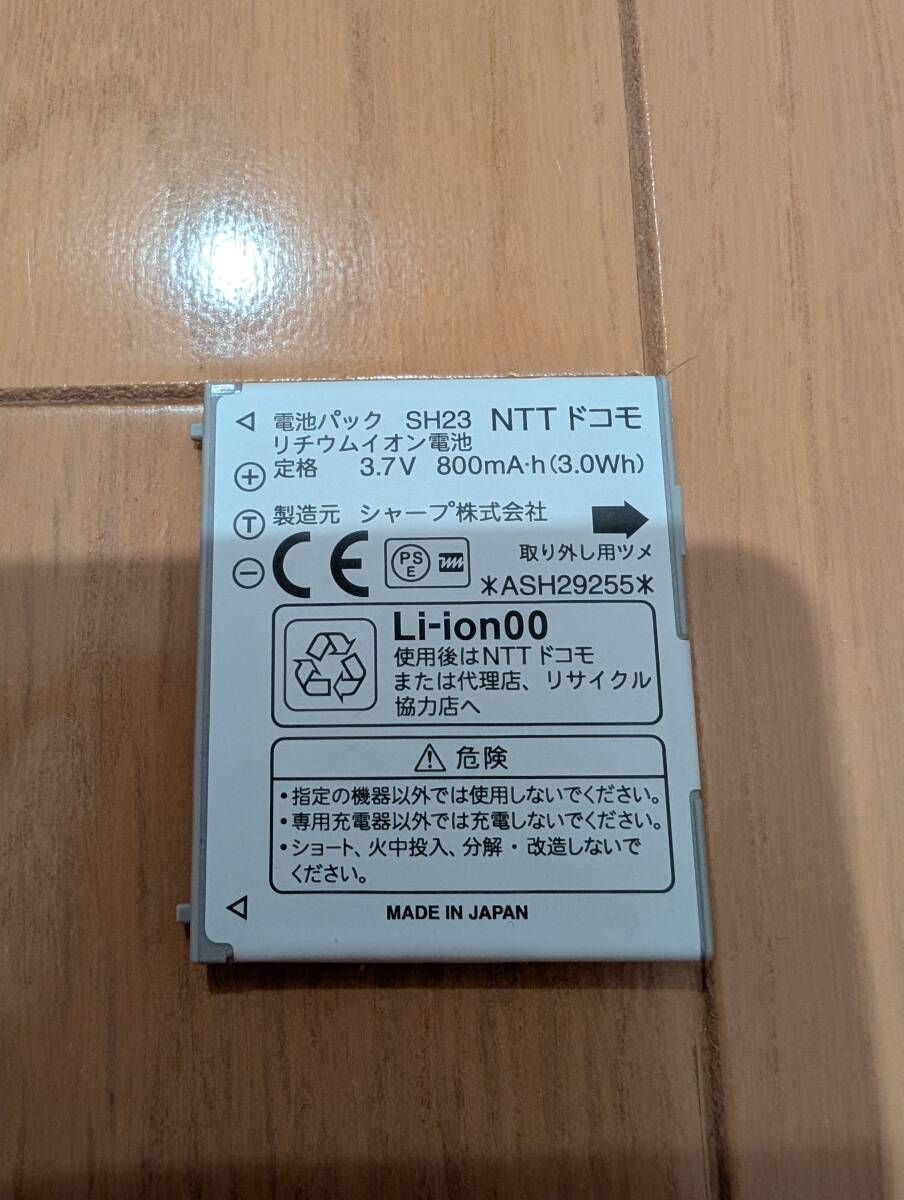 電池パック SH23 NTT ドコモ
リチウムイオン電池
定格 3.7V 800mA·h(3.0Wh)
製造元 シャープ株式会社
取り外し用ツメ
T
CE
PS
E
*ASH29255*
Li-ion00
使用後はNTTドコモ
または代理店、リサイクル
協力店へ
危険
・指定の機器以外では使用しないでください。
・専用充電器以外では充電しないでください。
・ショート、火中投入、分解・改造しないで
ください。
MADE IN JAPAN